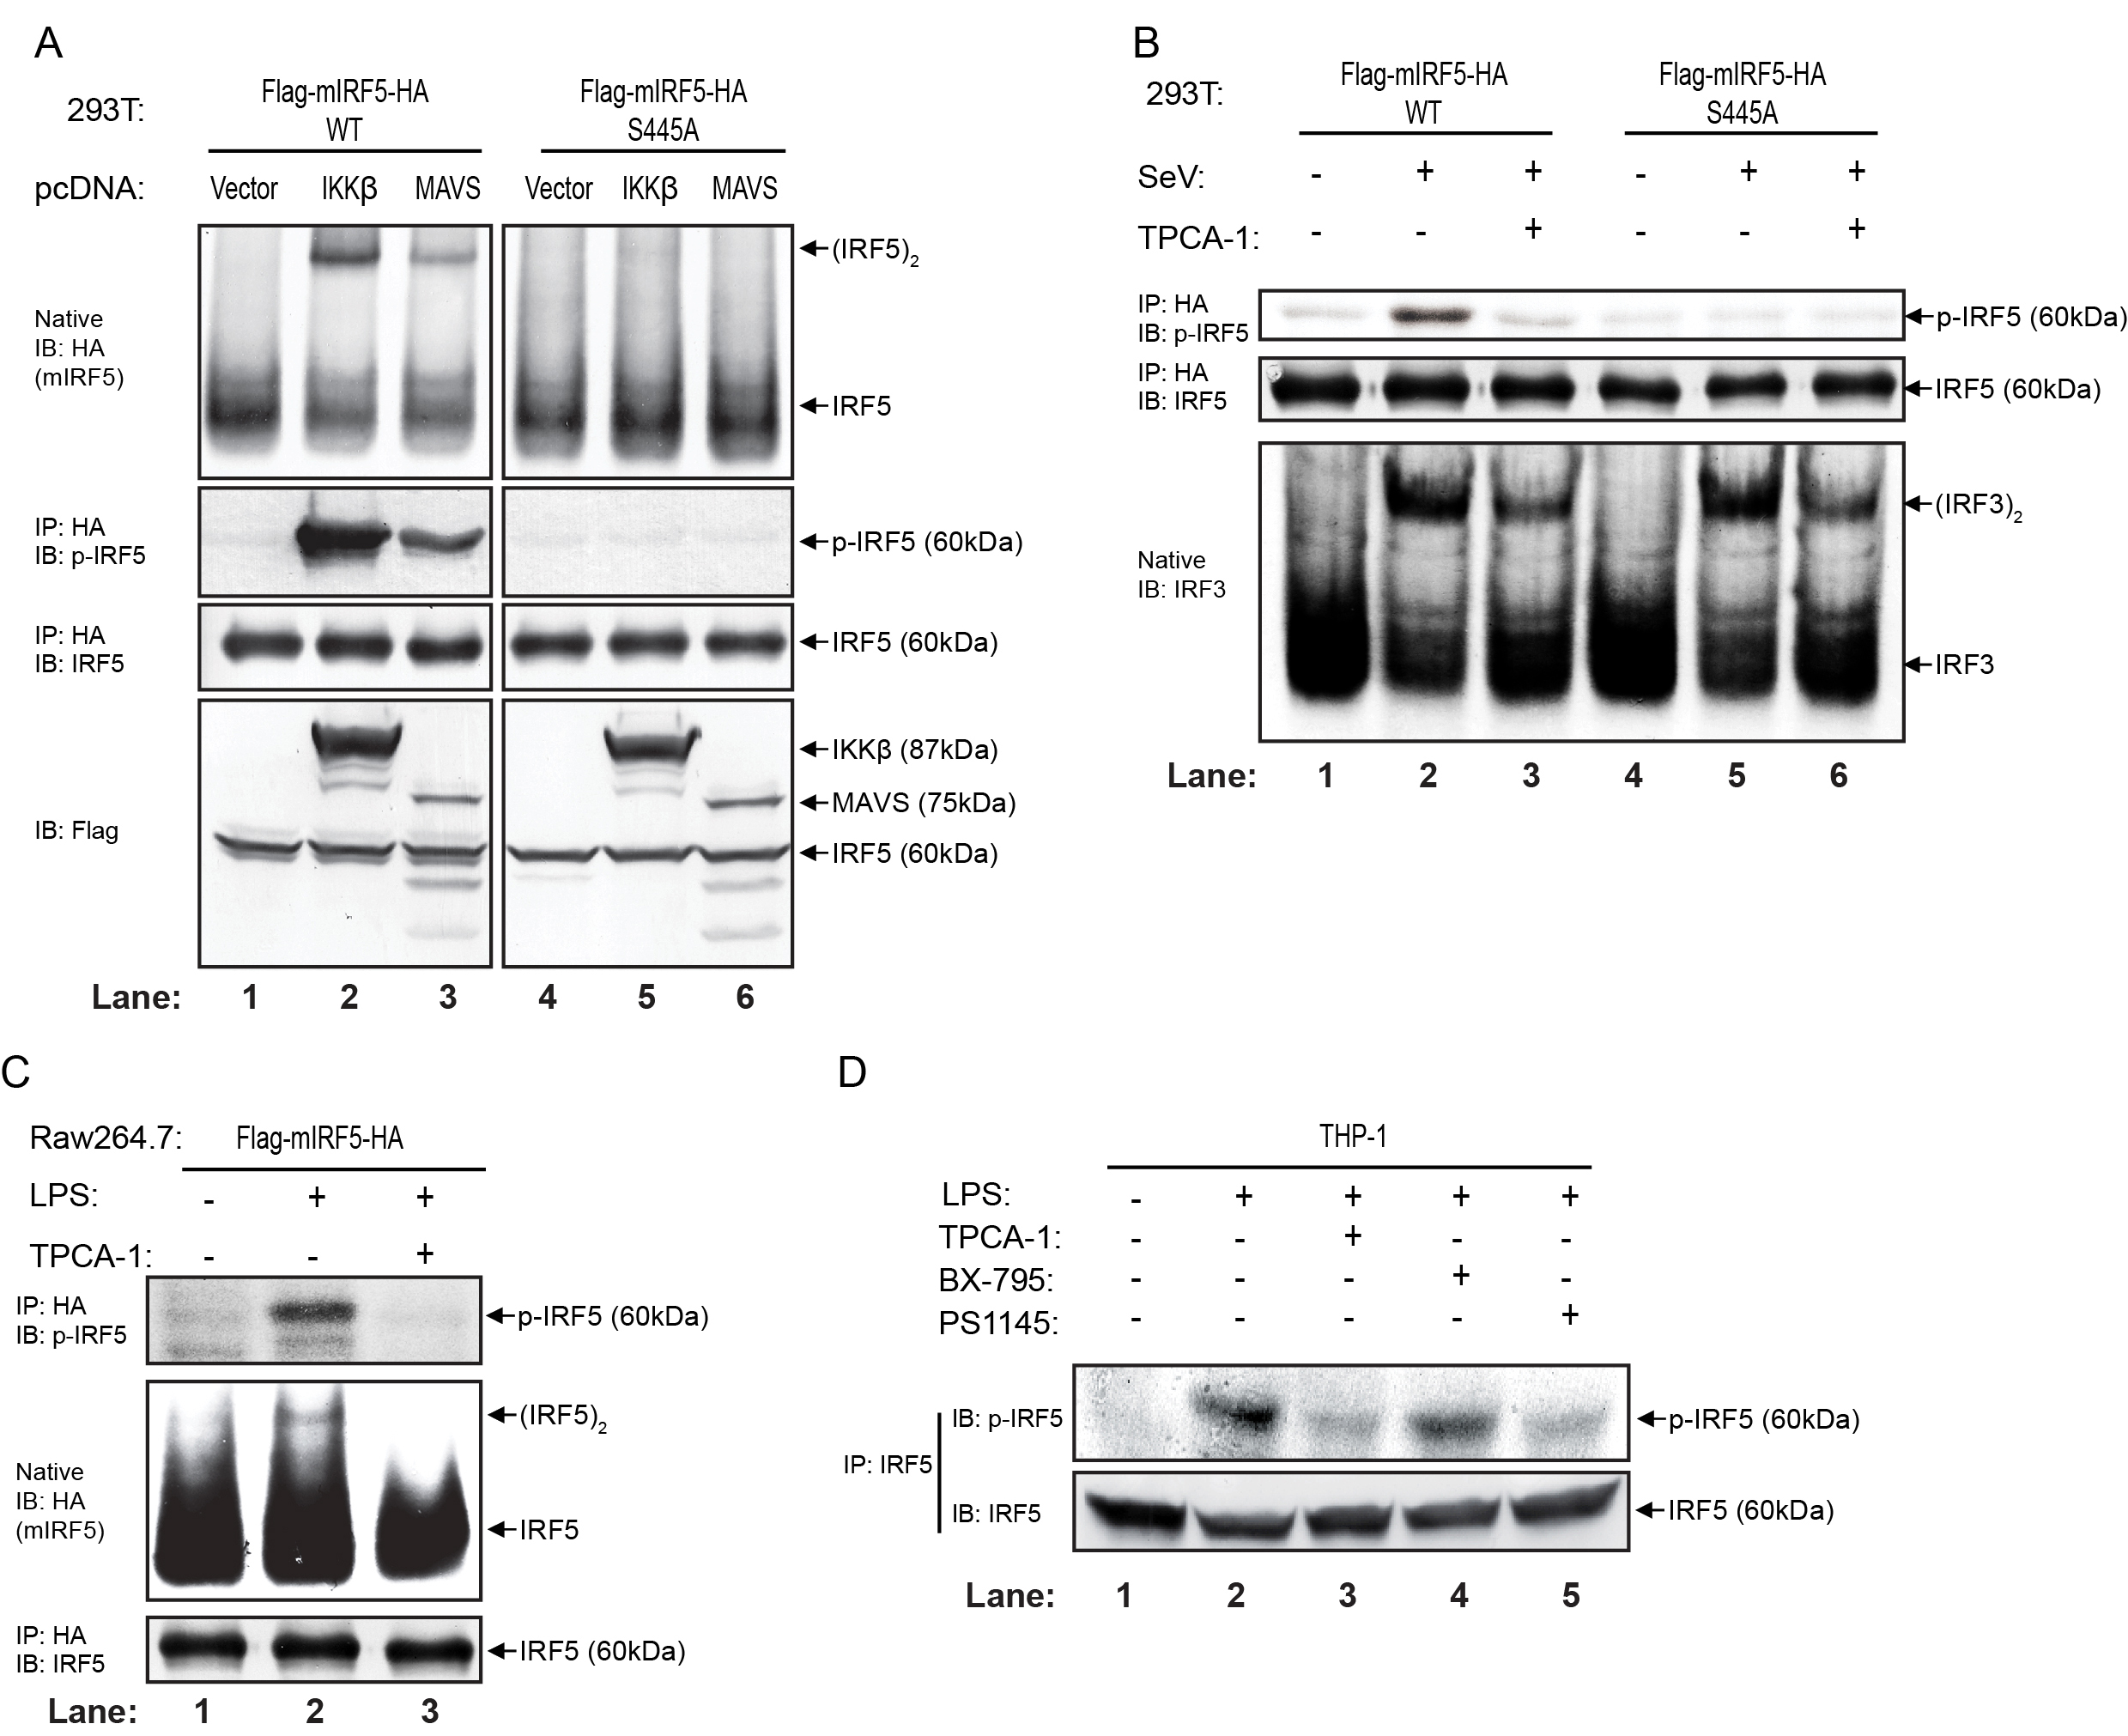 A
293T:
Flag-mIRF5-HA
WT
Flag-mIRF5-HA
S445A
pcDNA:
Vector IKKβ MAVS Vector IKKβ MAVS
Native
IB: HA
(mIRF5)
(IRF5)2
IRF5
IP: HA
IB: p-IRF5
p-IRF5 (60kDa)
IP: HA
IB: IRF5
IRF5 (60kDa)
IB: Flag
IKKβ (87kDa)
MAVS (75kDa)
IRF5 (60kDa)
Lane: 1 2 3 4 5 6
B
293T:
Flag-mIRF5-HA
WT
Flag-mIRF5-HA
S445A
SeV: - + + - + +
TPCA-1: - - + - - +
IP: HA
IB: p-IRF5
p-IRF5 (60kDa)
IP: HA
IB: IRF5
IRF5 (60kDa)
Native
IB: IRF3
(IRF3)2
IRF3
Lane: 1 2 3 4 5 6
C
Raw264.7: Flag-mIRF5-HA
LPS: - + +
TPCA-1: - - +
IP: HA
IB: p-IRF5
p-IRF5 (60kDa)
Native
IB: HA
(mIRF5)
(IRF5)2
IRF5
IP: HA
IB: IRF5
IRF5 (60kDa)
Lane: 1 2 3
D
THP-1
LPS: - + + + +
TPCA-1: - - + - -
BX-795: - - - + -
PS1145: - - - - +
IP: IRF5
IB: p-IRF5
p-IRF5 (60kDa)
IB: IRF5
IRF5 (60kDa)
Lane: 1 2 3 4 5